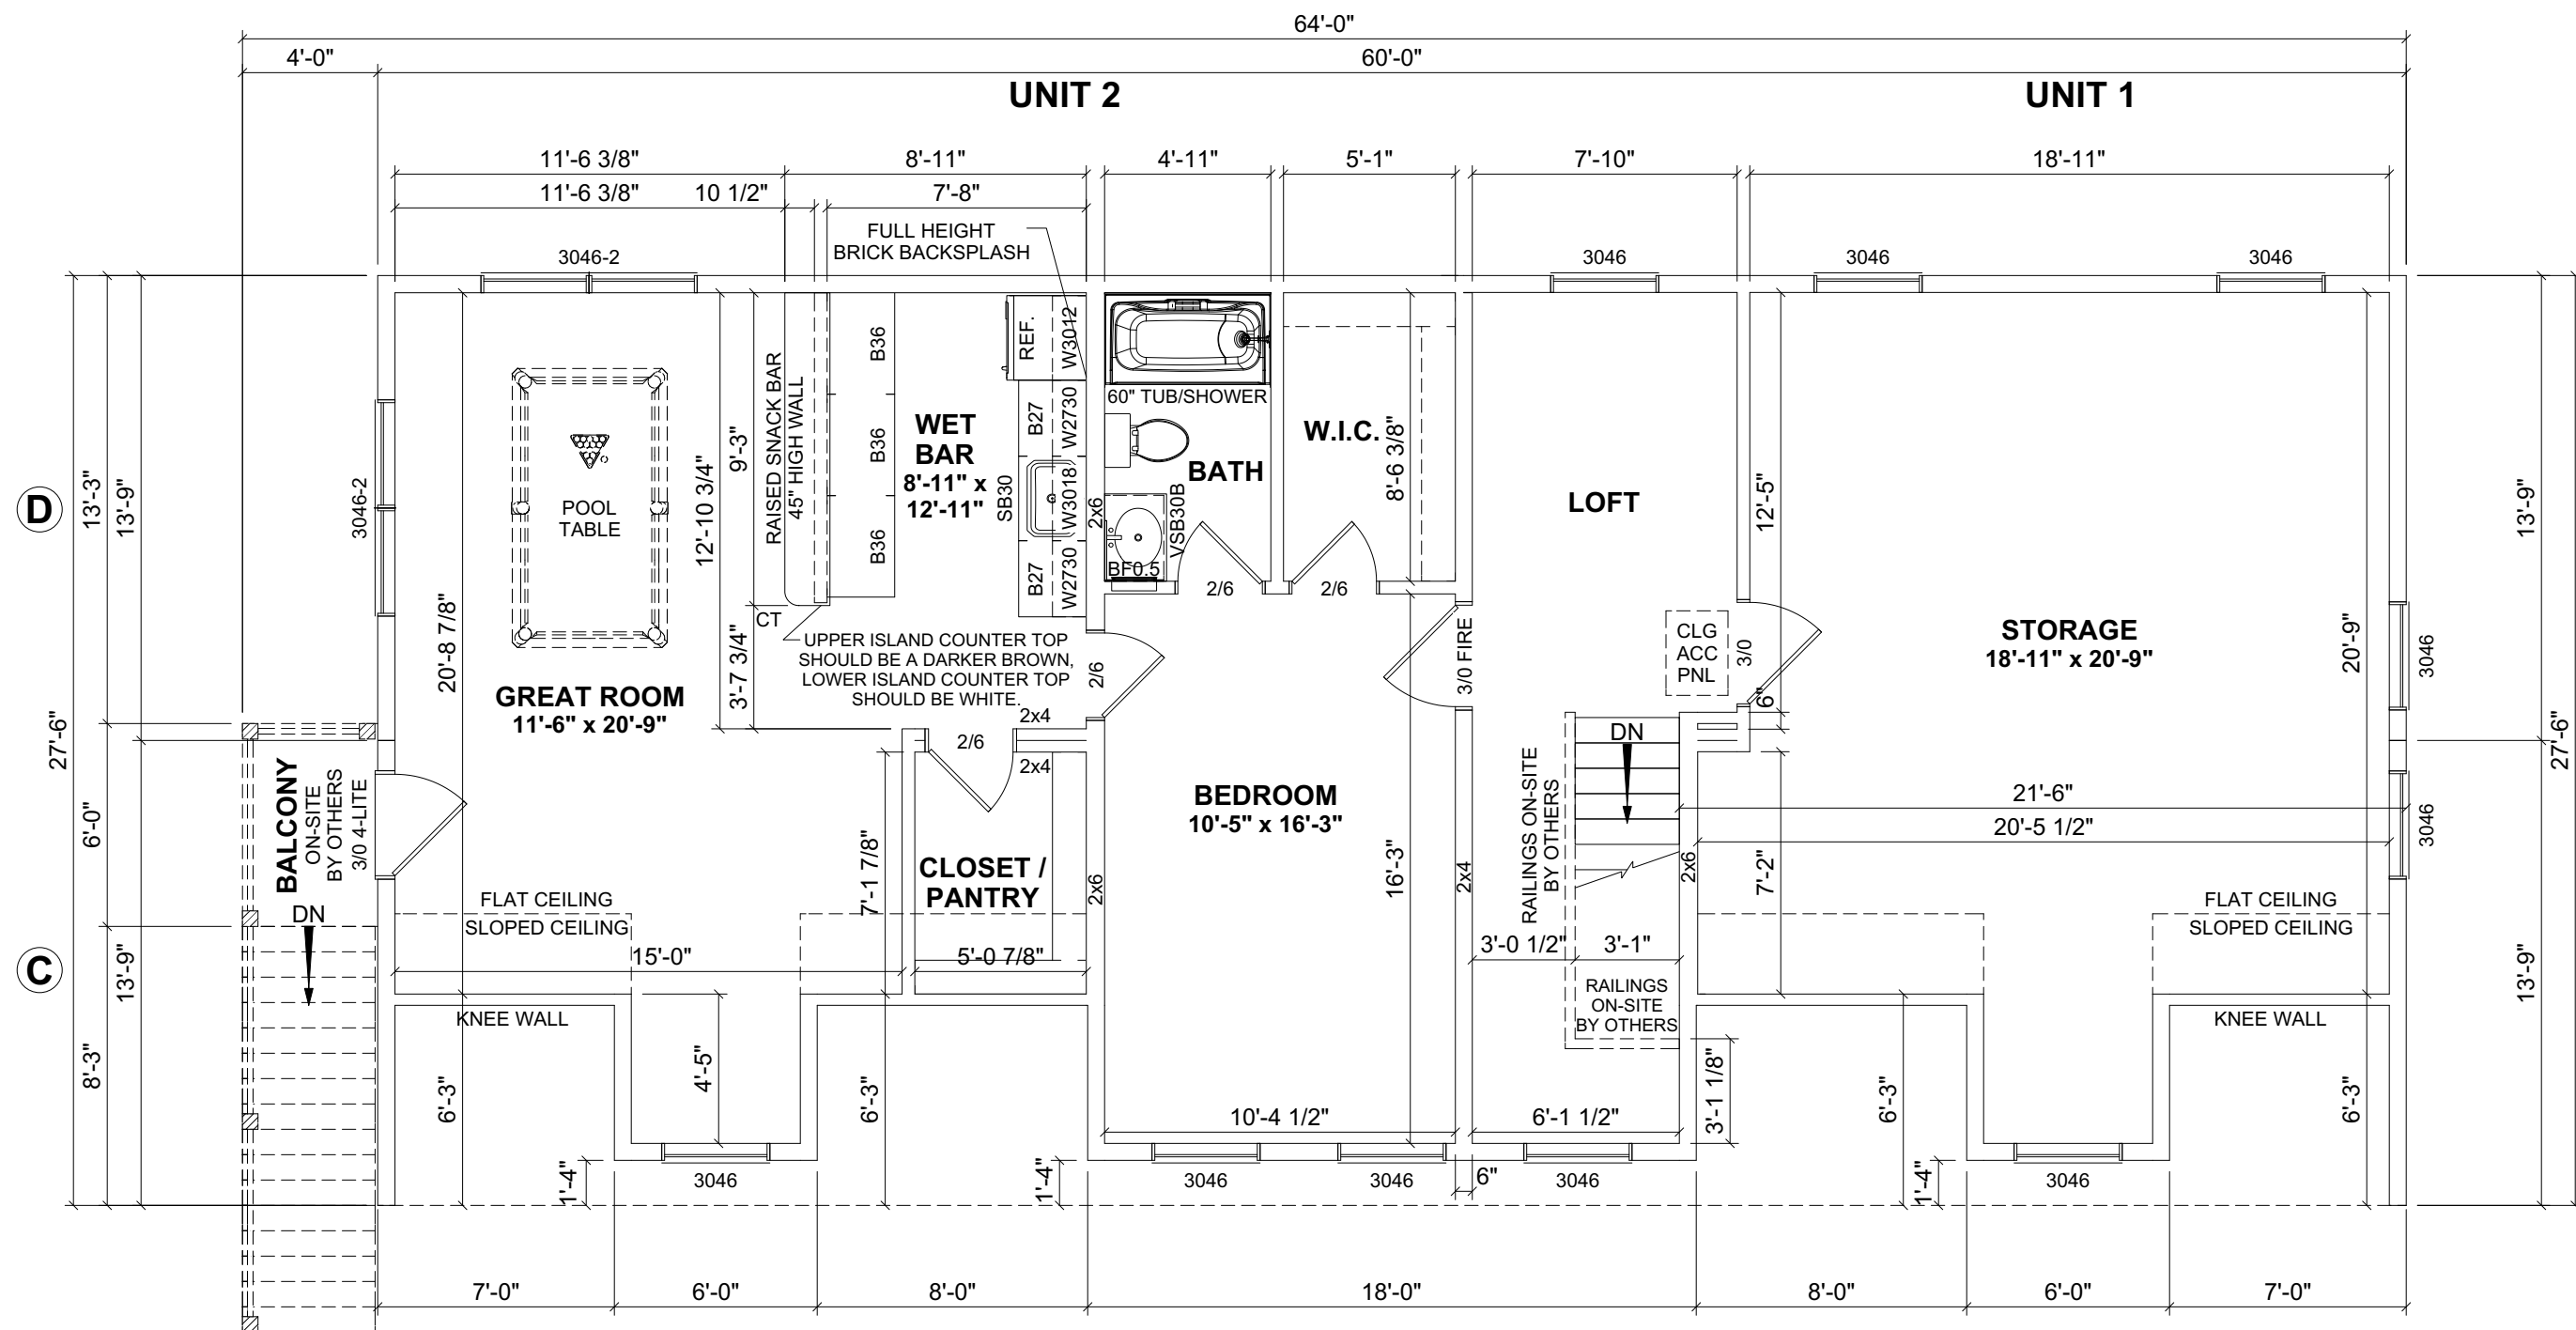 64'-0"
4'-0"
60'-0"
UNIT 2
UNIT 1
11'-6 3/8"
8'-11"
4'-11"
5'-1"
7'-10"
18'-11"
11'-6 3/8"
10 1/2"
7'-8"
FULL HEIGHT
BRICK BACKSPLASH
3046-2
3046
3046
3046
D
13'-3"
13'-9"
27'-6"
6'-0"
8'-3"
13'-9"
C
3046-2
20'-8 7/8"
POOL
TABLE
12'-10 3/4"
9'-3"
3'-7 3/4"
RAISED SNACK BAR
45" HIGH WALL
CT
B36
B36
B36
WET
BAR
8'-11" x
12'-11"
REF.
W3012
B27
W2730
SB30
W3018
B27
W2730
2x6
60" TUB/SHOWER
BATH
VSB30B
BF0.5
2/6
W.I.C.
8'-6 3/8"
2/6
LOFT
12'-5"
CLG
ACC
PNL
3/0
6"
STORAGE
18'-11" x 20'-9"
20'-9"
3046
3046
13'-9"
27'-6"
13'-9"
UPPER ISLAND COUNTER TOP
SHOULD BE A DARKER BROWN,
LOWER ISLAND COUNTER TOP
SHOULD BE WHITE.
2/6
3/0 FIRE
GREAT ROOM
11'-6" x 20'-9"
2x4
2/6
2x4
BALCONY
ON-SITE
BY OTHERS
3/0 4-LITE
DN
CLOSET /
PANTRY
7'-1 7/8"
2x6
BEDROOM
10'-5" x 16'-3"
16'-3"
2x4
RAILINGS ON-SITE
BY OTHERS
DN
2x6
7'-2"
21'-6"
20'-5 1/2"
FLAT CEILING
SLOPED CEILING
FLAT CEILING
SLOPED CEILING
15'-0"
5'-0 7/8"
3'-0 1/2"
3'-1"
RAILINGS
ON-SITE
BY OTHERS
KNEE WALL
KNEE WALL
6'-3"
4'-5"
6'-3"
10'-4 1/2"
6'-1 1/2"
3'-1 1/8"
6'-3"
6'-3"
1'-4"
3046
1'-4"
3046
3046
6"
3046
1'-4"
3046
7'-0"
6'-0"
8'-0"
18'-0"
8'-0"
6'-0"
7'-0"